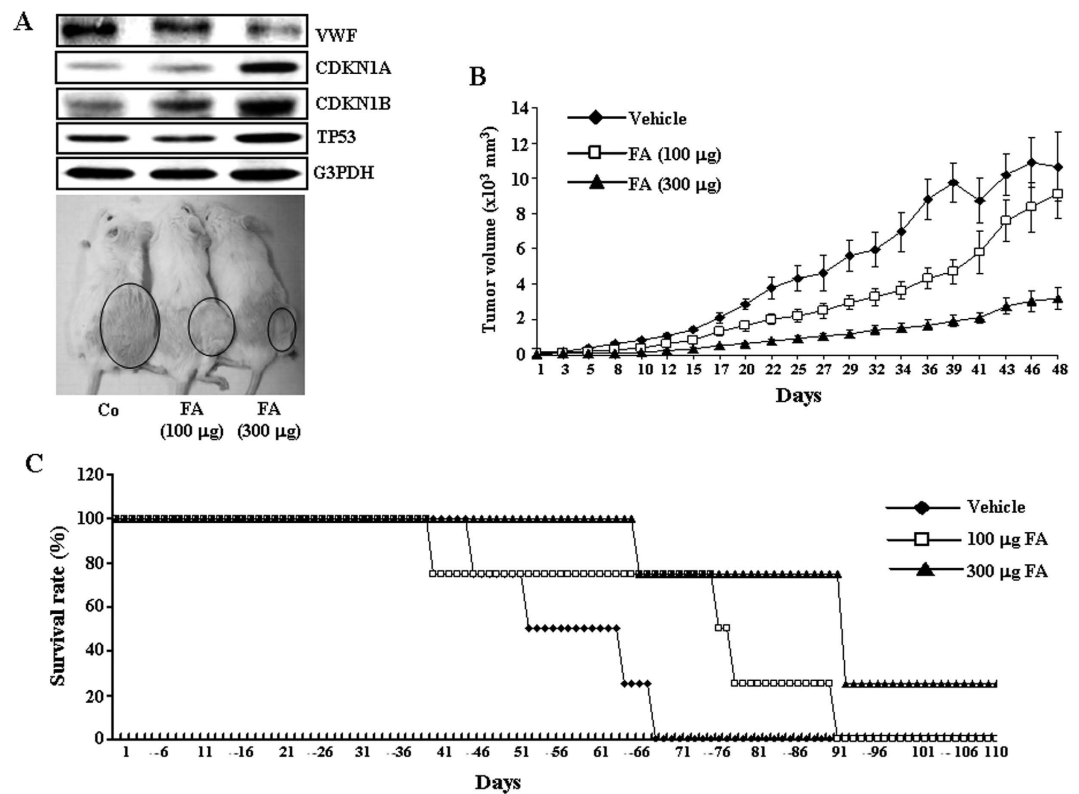 A
VWF
CDKN1A
CDKN1B
TP53
G3PDH
Co
FA
(100 µg)
FA
(300 µg)
B
Tumor volume (x10³ mm³)
14
12
10
8
6
4
2
0
Vehicle
FA (100 µg)
FA (300 µg)
1 3 5 8 10 12 15 17 20 22 25 27 29 32 34 36 39 41 43 46 48
Days
C
Survival rate (%)
120
100
80
60
40
20
0
Vehicle
100 µg FA
300 µg FA
1 6 11 16 21 26 31 36 41 46 51 56 61 66 71 76 81 86 91 96 101 106 110
Days